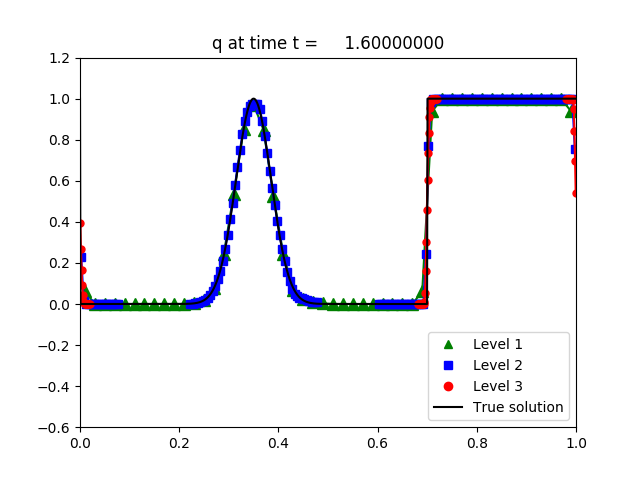 q at time t = 1.60000000
1.2
1.0
0.8
0.6
0.4
0.2
0.0
−0.2
−0.4
−0.6
0.0 0.2 0.4 0.6 0.8 1.0
Level 1
Level 2
Level 3
True solution